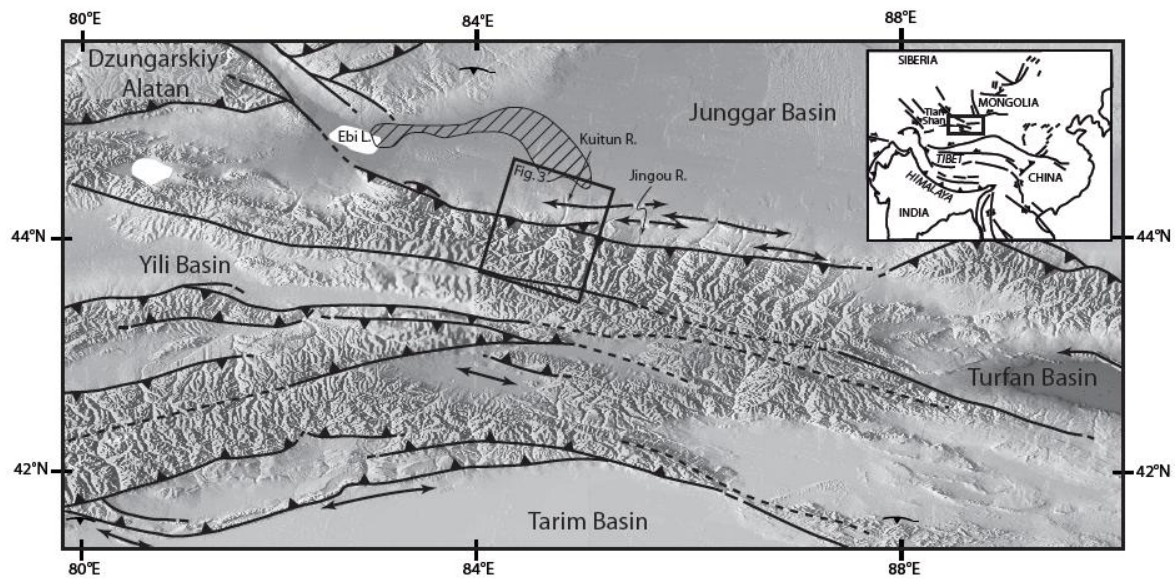 80°E
84°E
88°E
Dzungarskiy
Alatan
Ebi L.
Junggar Basin
Kuitun R.
Fig. 3
Jingou R.
SIBERIA
MONGOLIA
Tian
Shan
TIBET
CHINA
HIMALAYA
INDIA
44°N
44°N
Yili Basin
Turfan Basin
42°N
42°N
Tarim Basin
80°E
84°E
88°E